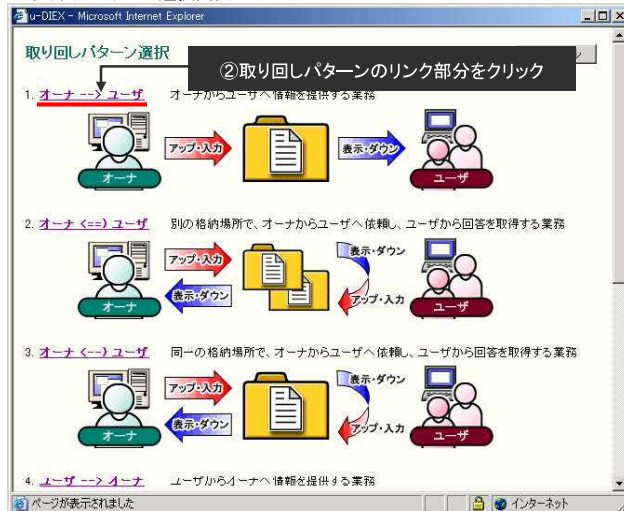 u-DIEX - Microsoft Internet Explorer
取り回しパターン選択
②取り回しパターンのリンク部分をクリック
1. オーナ --> ユーザ オーナからユーザへ情報を提供する業務
アップ・入力
表示・ダウン
オーナ
ユーザ
2. オーナ <==> ユーザ 別の格納場所で、オーナからユーザへ依頼し、ユーザから回答を取得する業務
アップ・入力
表示・ダウン
表示・ダウン
アップ・入力
オーナ
ユーザ
3. オーナ <--> ユーザ 同一の格納場所で、オーナからユーザへ依頼し、ユーザから回答を取得する業務
アップ・入力
表示・ダウン
表示・ダウン
アップ・入力
オーナ
ユーザ
4. ユーザ --> オーナ ユーザからオーナへ情報を提供する業務
ページが表示されました
インターネット